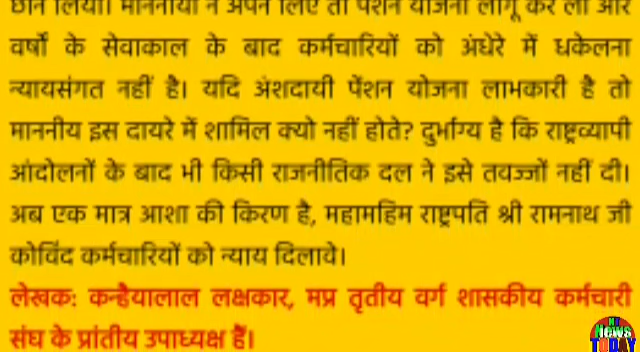 छीन लिया। माननीयों ने अपने लिए तो पेंशन योजना लागू कर ली और
वर्षों के सेवाकाल के बाद कर्मचारियों को अंधेरे में धकेलना
न्यायसंगत नहीं है। यदि अंशदायी पेंशन योजना लाभकारी है तो
माननीय इस दायरे में शामिल क्यो नहीं होते? दुर्भाग्य है कि राष्ट्रव्यापी
आंदोलनों के बाद भी किसी राजनीतिक दल ने इसे तवज्जों नहीं दी।
अब एक मात्र आशा की किरण है, महामहिम राष्ट्रपति श्री रामनाथ जी
कोविंद कर्मचारियों को न्याय दिलावे।
लेखक: कन्हैयालाल लक्षकार, मप्र तृतीय वर्ग शासकीय कर्मचारी
संघ के प्रांतीय उपाध्यक्ष हैं।
News
TODAY